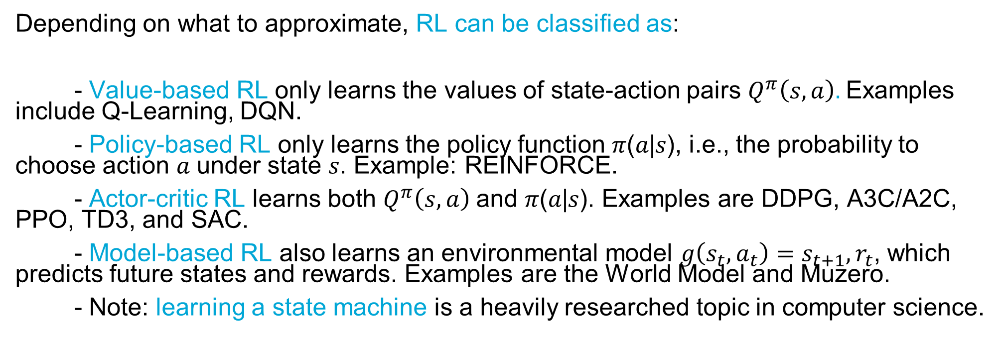 Depending on what to approximate, RL can be classified as:
- Value-based RL only learns the values of state-action pairs 𝑄^𝜋(𝑠, 𝑎). Examples
include Q-Learning, DQN.
- Policy-based RL only learns the policy function 𝜋(𝑎|𝑠), i.e., the probability to
choose action 𝑎 under state 𝑠. Example: REINFORCE.
- Actor-critic RL learns both 𝑄^𝜋(𝑠, 𝑎) and 𝜋(𝑎|𝑠). Examples are DDPG, A3C/A2C,
PPO, TD3, and SAC.
- Model-based RL also learns an environmental model 𝑔(𝑠_𝑡, 𝑎_𝑡) = 𝑠_{𝑡+1}, 𝑟_𝑡, which
predicts future states and rewards. Examples are the World Model and Muzero.
- Note: learning a state machine is a heavily researched topic in computer science.